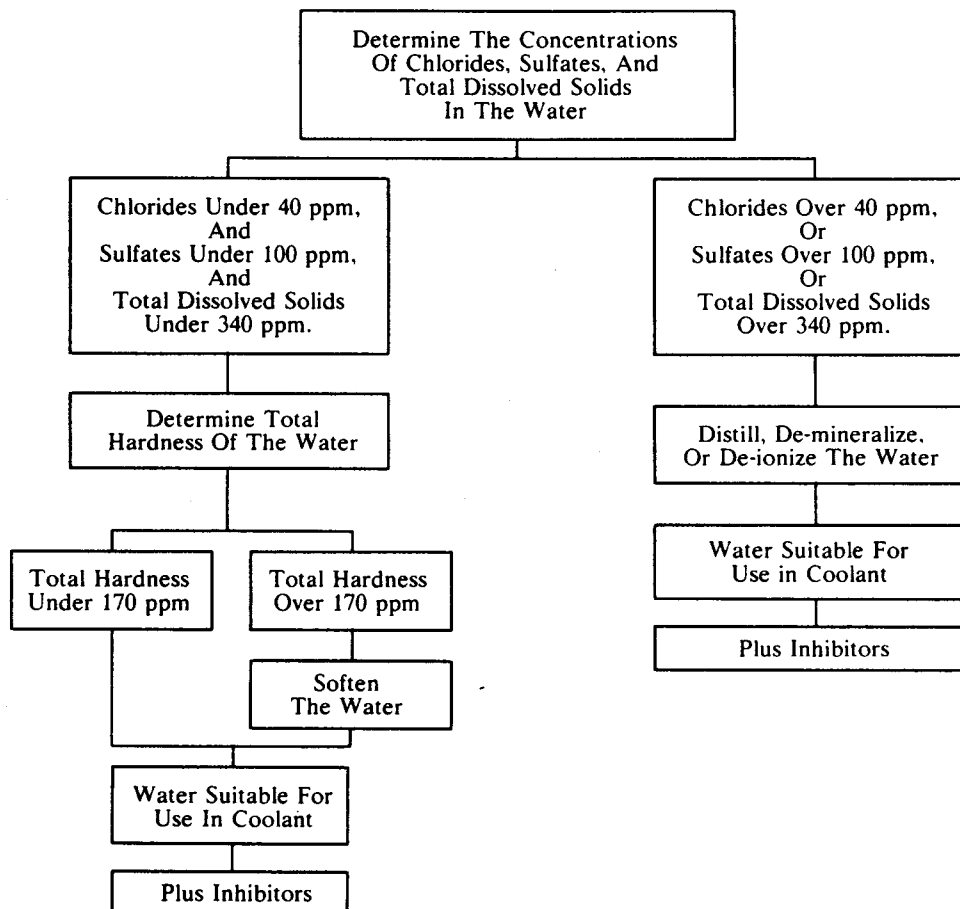 Determine The Concentrations
Of Chlorides, Sulfates, And
Total Dissolved Solids
In The Water
Chlorides Under 40 ppm,
And
Sulfates Under 100 ppm,
And
Total Dissolved Solids
Under 340 ppm.
Chlorides Over 40 ppm,
Or
Sulfates Over 100 ppm,
Or
Total Dissolved Solids
Over 340 ppm.
Determine Total
Hardness Of The Water
Distill, De-mineralize,
Or De-ionize The Water
Total Hardness
Under 170 ppm
Total Hardness
Over 170 ppm
Water Suitable For
Use in Coolant
Plus Inhibitors
Soften
The Water
Water Suitable For
Use In Coolant
Plus Inhibitors